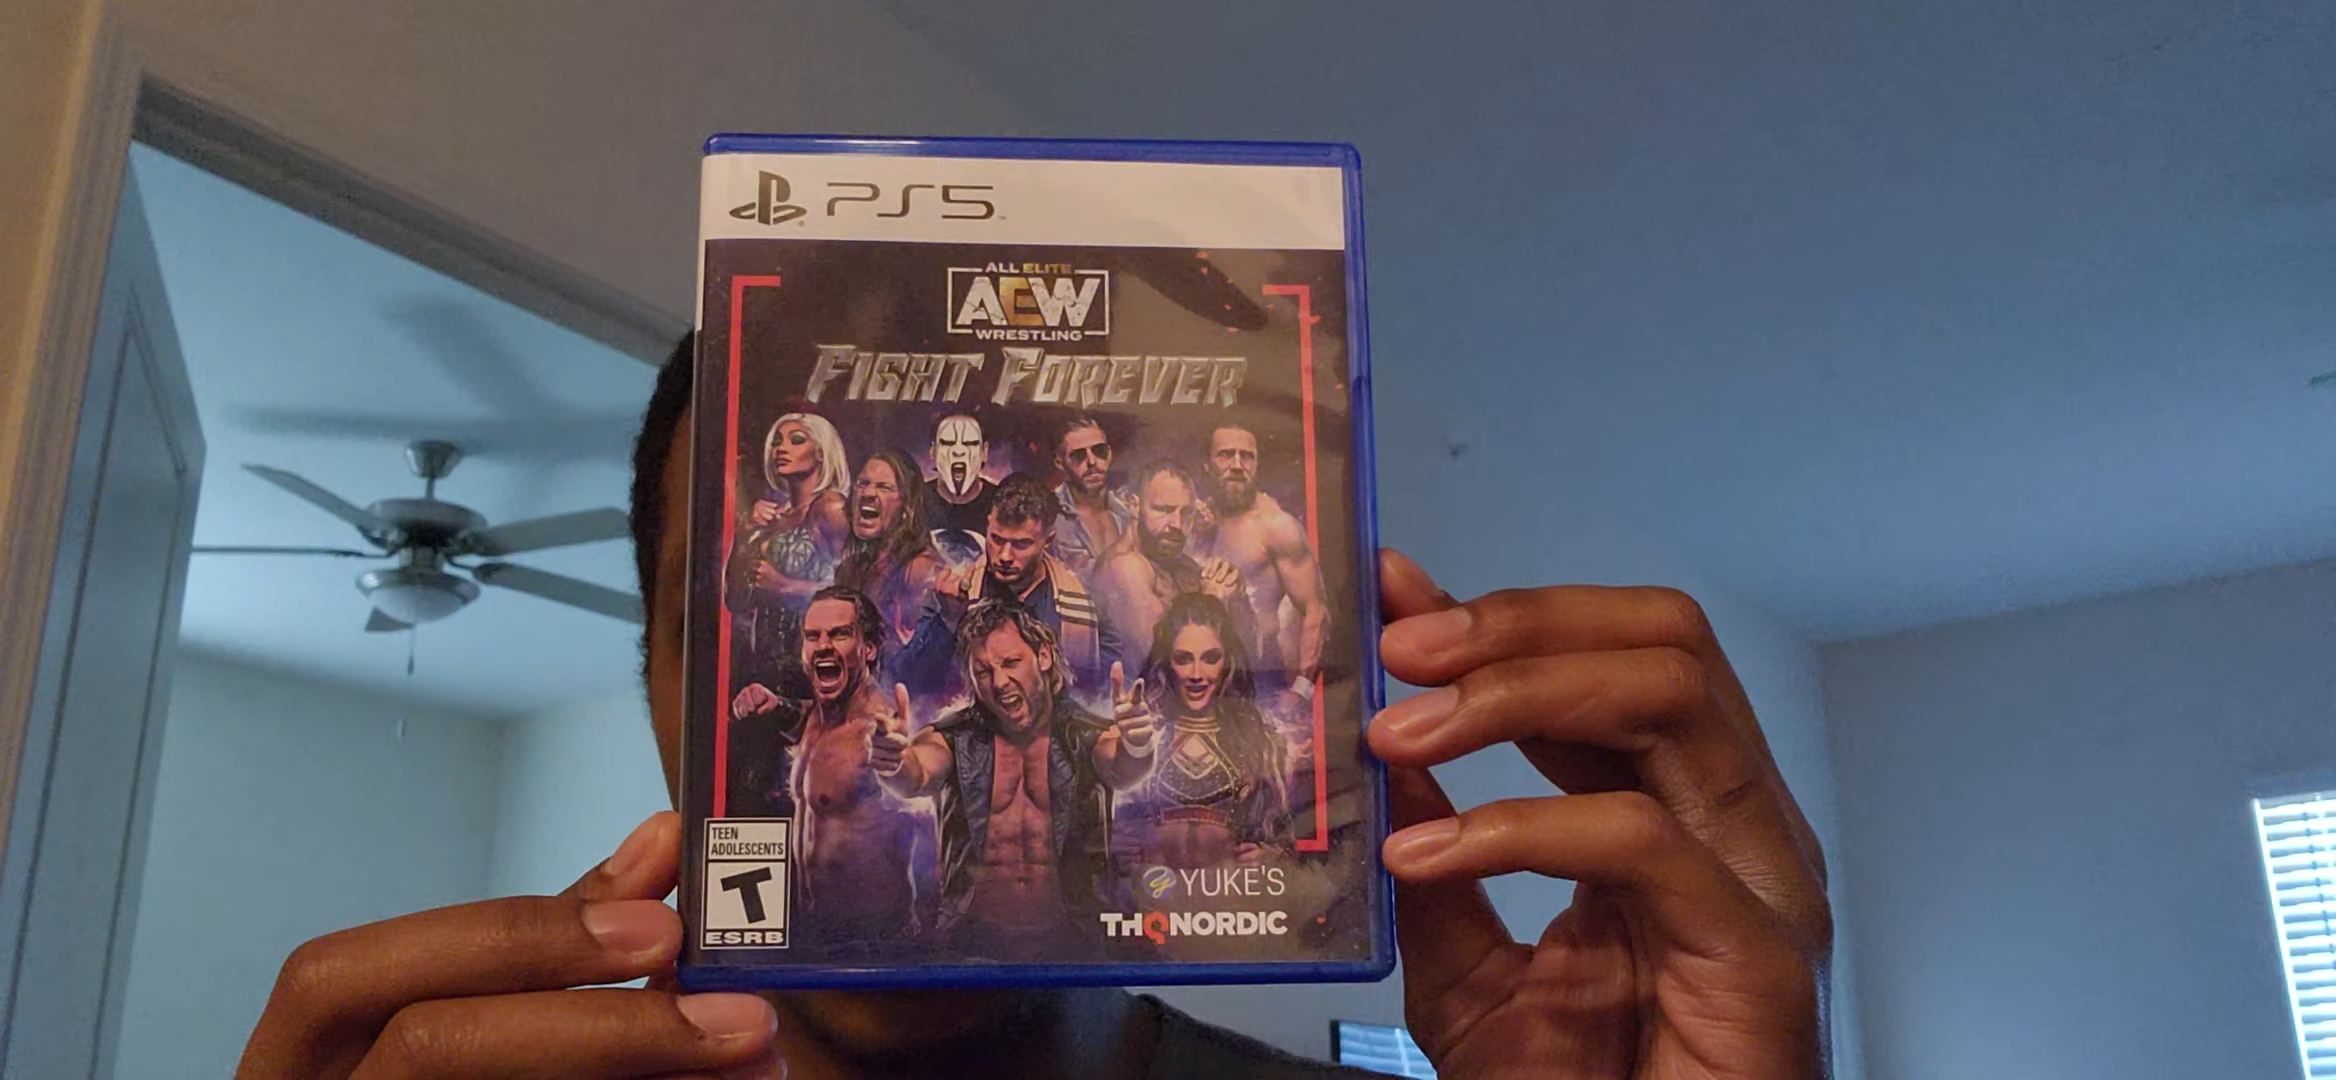 PS5
ALL ELITE
AEW
WRESTLING
FIGHT FOREVER
TEEN
ADOLESCENTS
T
ESRB
YUKE'S
THQNORDIC